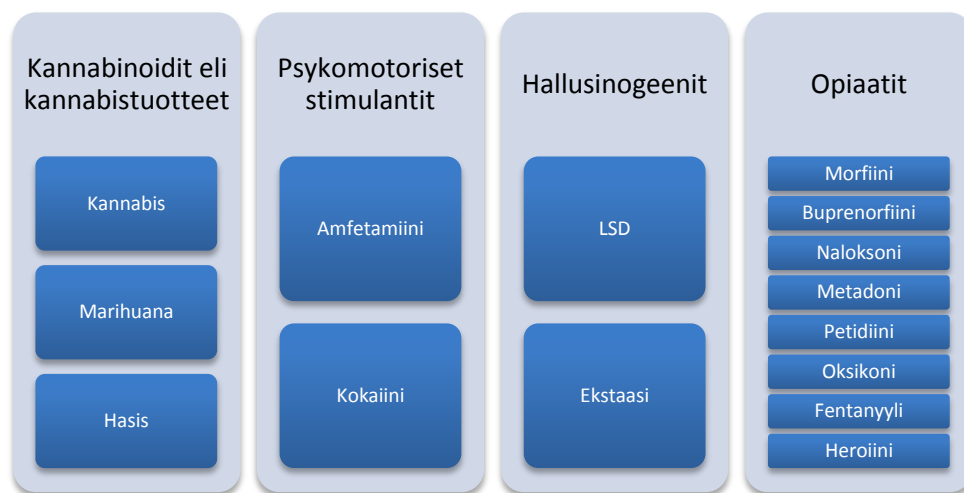 Kannabinoidit eli
kannabistuotteet
Kannabis
Marihuana
Hasis
Psykomotoriset
stimulantit
Amfetamiini
Kokaiini
Hallusinogeenit
LSD
Ekstaasi
Opiaatit
Morfiini
Buprenorfiini
Naloksoni
Metadoni
Petidiini
Oksikoni
Fentanyyli
Heroiini